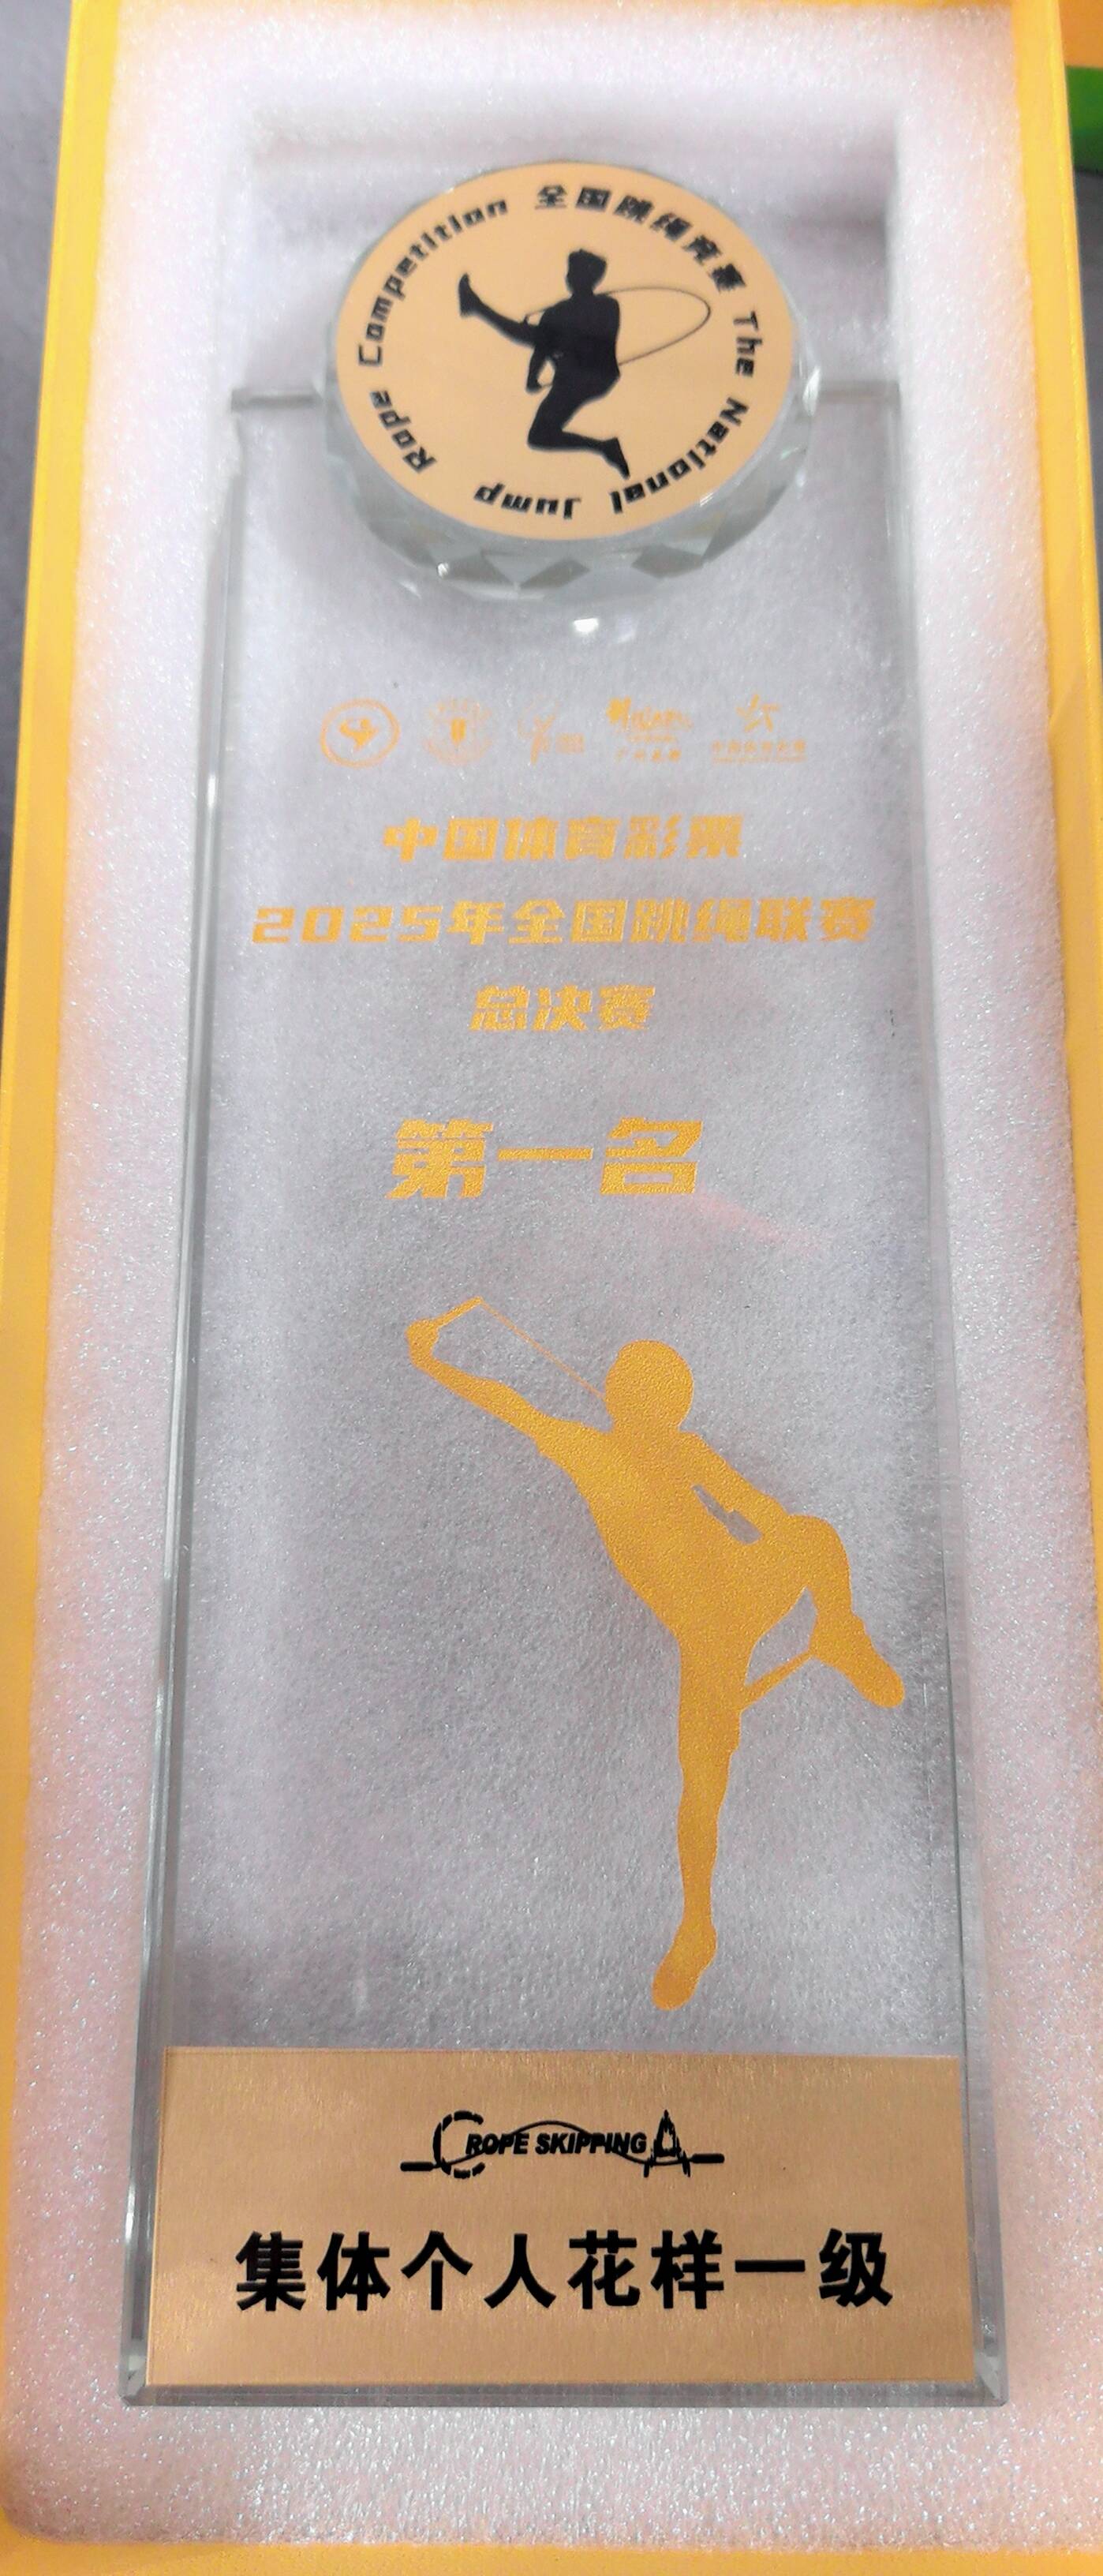 全国跳绳竞赛 The National Jump Rope Competition
中国体育彩票
2025年全国跳绳联赛
总决赛
第一名
ROPE SKIPPING
集体个人花样一级